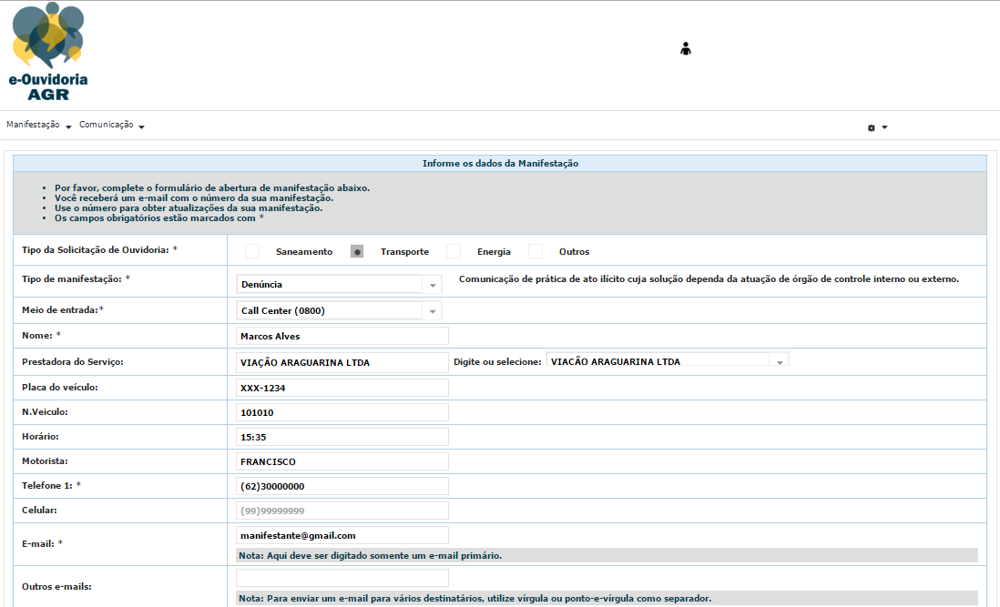 e-Ouvidoria
AGR
Manifestação Comunicação
Informe os dados da Manifestação
• Por favor, complete o formulário de abertura de manifestação abaixo.
• Você receberá um e-mail com o número da sua manifestação.
• Use o número para obter atualizações da sua manifestação.
• Os campos obrigatórios estão marcados com *
Tipo da Solicitação de Ouvidoria: * Saneamento Transporte Energia Outros
Tipo de manifestação: * Denúncia Comunicação de prática de ato ilícito cuja solução dependa da atuação de órgão de controle interno ou externo.
Meio de entrada:* Call Center (0800)
Nome: * Marcos Alves
Prestadora do Serviço: VIAÇÃO ARAGUARINA LTDA Digite ou selecione: VIACÃO ARAGUARINA LTDA
Placa do veículo: XXX-1234
N.Veiculo: 101010
Horário: 15:35
Motorista: FRANCISCO
Telefone 1: * (62)30000000
Celular: (99)99999999
E-mail: * manifestante@gmail.com
Nota: Aqui deve ser digitado somente um e-mail primário.
Outros e-mails:
Nota: Para enviar um e-mail para vários destinatários, utilize vírgula ou ponto-e-vírgula como separador.